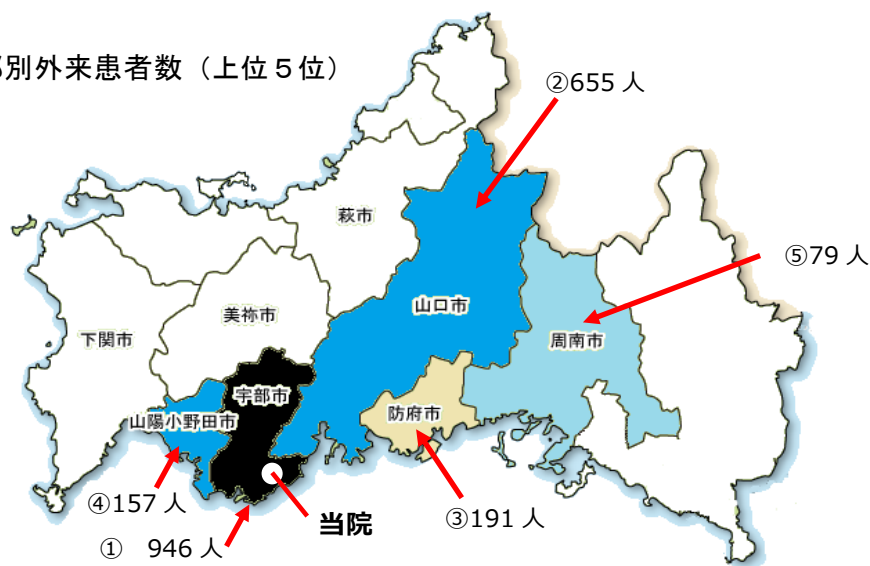 別外来患者数（上位５位）
②655 人
萩市
⑤79 人
山口市
美祢市
周南市
下関市
宇部市
防府市
山陽小野田市
④157 人
当院
③191 人
① 946 人